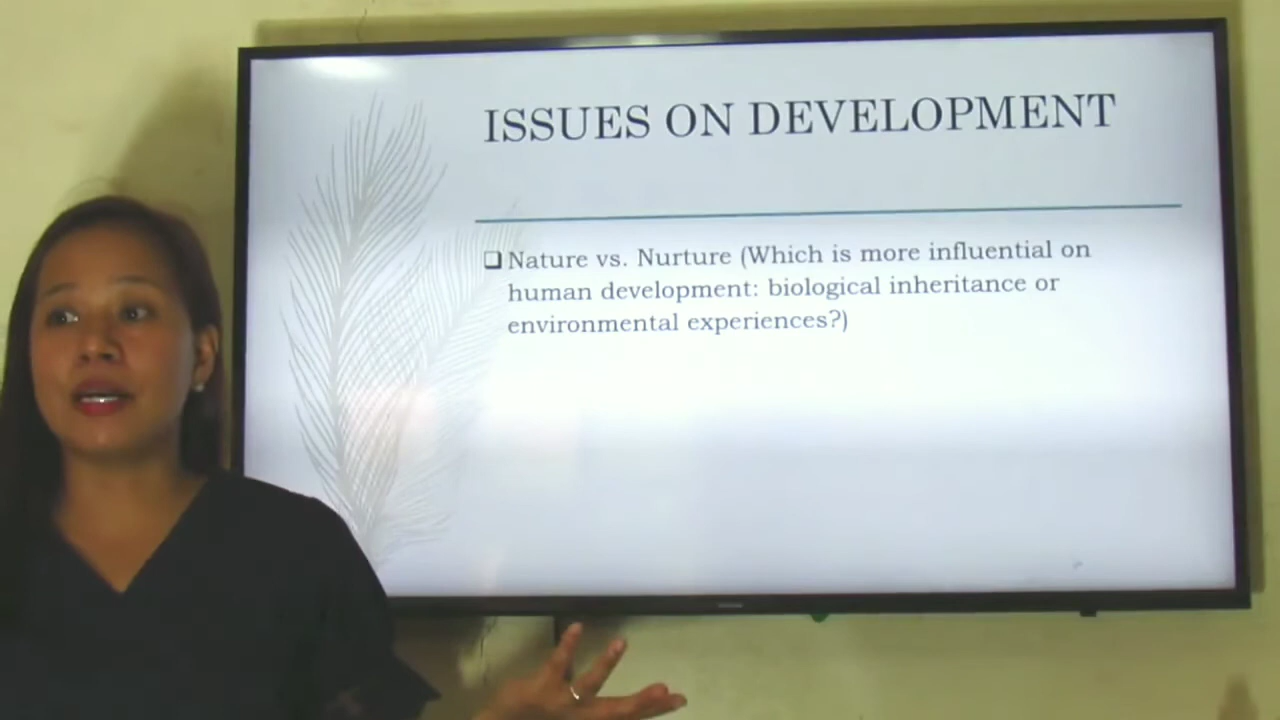 ISSUES ON DEVELOPMENT
❑ Nature vs. Nurture (Which is more influential on
human development: biological inheritance or
environmental experiences?)